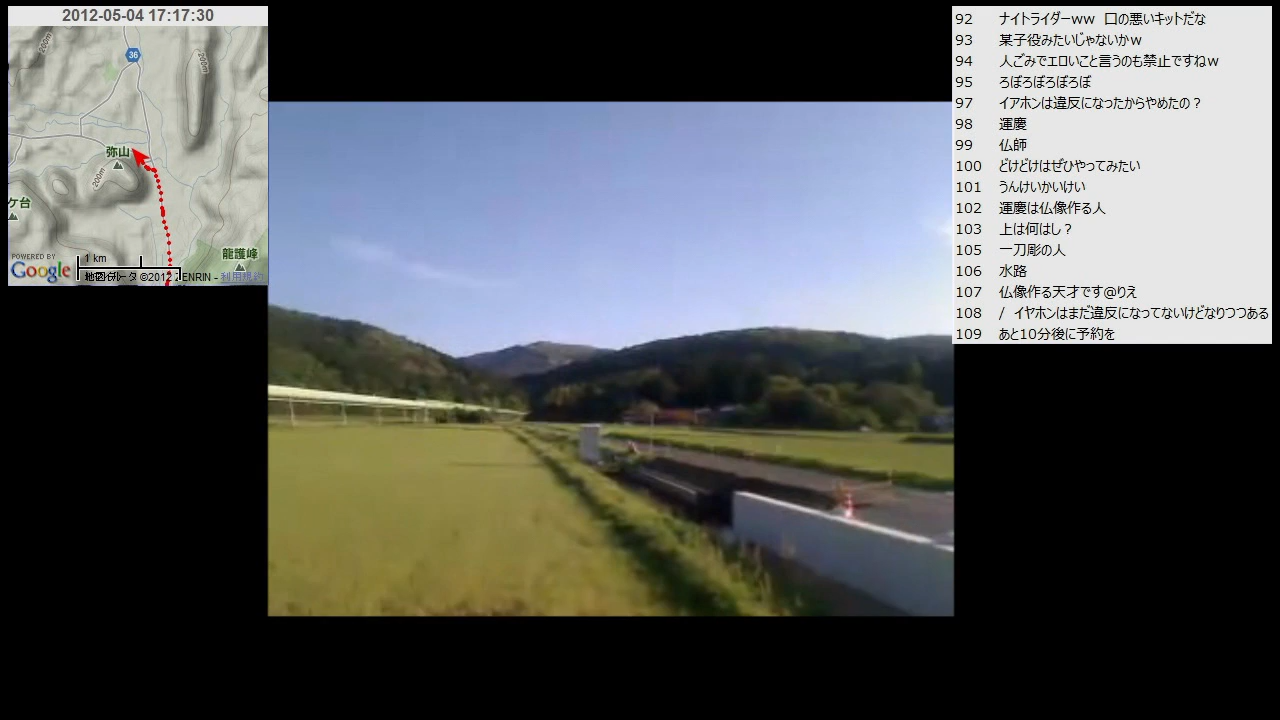 2012-05-04 17:17:30
200m
200m
36
弥山
200m
ケ台
龍護峰
1 km
POWERED BY
Google
©2012 ZENRIN - 利用規約
92 ナイトライダーww 口の悪いキットだな
93 某子役みたいじゃないかw
94 人ごみでエロいこと言うのも禁止ですねw
95 ろぼろぼろぼろぼ
97 イアホンは違反になったからやめたの？
98 運慶
99 仏師
100 どけどけはぜひやってみたい
101 うんけいかいけい
102 運慶は仏像作る人
103 上は何はし？
105 一刀彫の人
106 水路
107 仏像作る天才です@りえ
108 / イヤホンはまだ違反になってないけどなりつつある
109 あと10分後に予約を